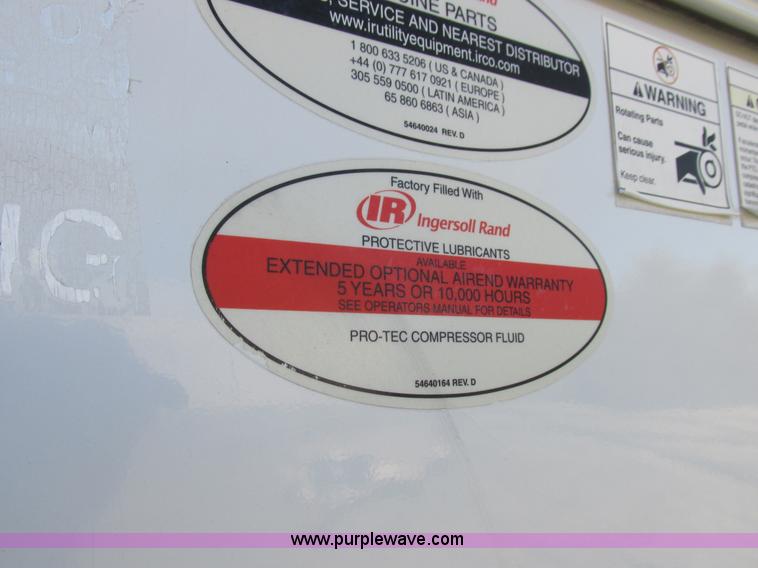 PARTS
SERVICE AND NEAREST DISTRIBUTOR
www.irutilityequipment.irco.com
1 800 633 5206 ( US & CANADA )
+44 (0) 777 617 0921 ( EUROPE )
305 559 0500 ( LATIN AMERICA )
65 860 6863 ( ASIA )
54640024 REV. D
WARNING
Rotating Parts
Can cause
serious injury.
Keep clear.
Factory Filled With
IR Ingersoll Rand
PROTECTIVE LUBRICANTS
AVAILABLE
EXTENDED OPTIONAL AIREND WARRANTY
5 YEARS OR 10,000 HOURS
SEE OPERATORS MANUAL FOR DETAILS
PRO-TEC COMPRESSOR FLUID
54640164 REV. D
www.purplewave.com